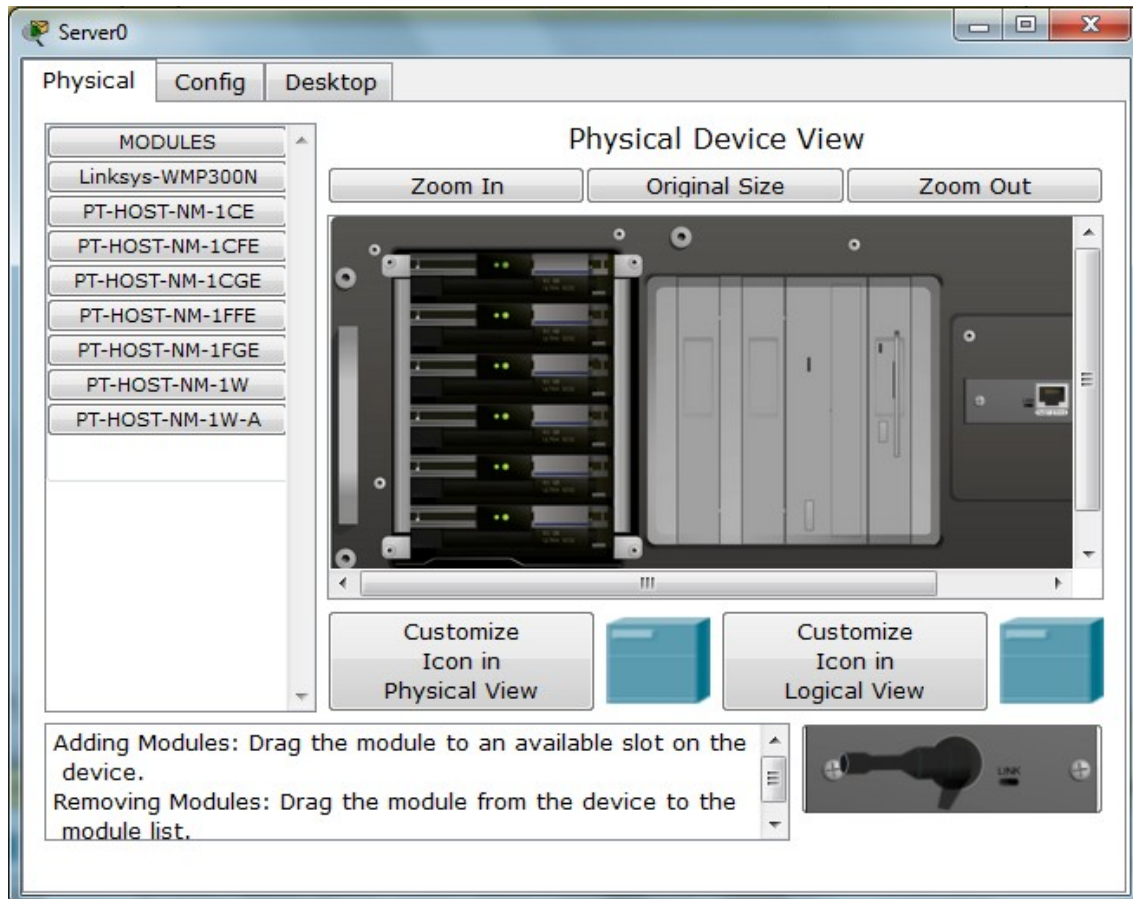 Server0
Physical Config Desktop
MODULES
Linksys-WMP300N
PT-HOST-NM-1CE
PT-HOST-NM-1CFE
PT-HOST-NM-1CGE
PT-HOST-NM-1FFE
PT-HOST-NM-1FGE
PT-HOST-NM-1W
PT-HOST-NM-1W-A
Physical Device View
Zoom In Original Size Zoom Out
Customize
Icon in
Physical View
Customize
Icon in
Logical View
Adding Modules: Drag the module to an available slot on the
device.
Removing Modules: Drag the module from the device to the
module list.
LINK